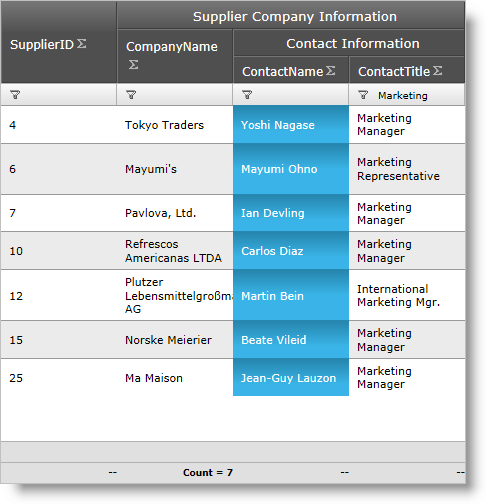 Supplier Company Information
SupplierID Σ
CompanyName
Σ
Contact Information
ContactName Σ
ContactTitle Σ
Marketing
4
Tokyo Traders
Yoshi Nagase
Marketing
Manager
6
Mayumi's
Mayumi Ohno
Marketing
Representative
7
Pavlova, Ltd.
Ian Devling
Marketing
Manager
10
Refrescos
Americanas LTDA
Carlos Diaz
Marketing
Manager
12
Plutzer
Lebensmittelgroßma
AG
Martin Bein
International
Marketing Mgr.
15
Norske Meierier
Beate Vileid
Marketing
Manager
25
Ma Maison
Jean-Guy Lauzon
Marketing
Manager
-- Count = 7 -- --